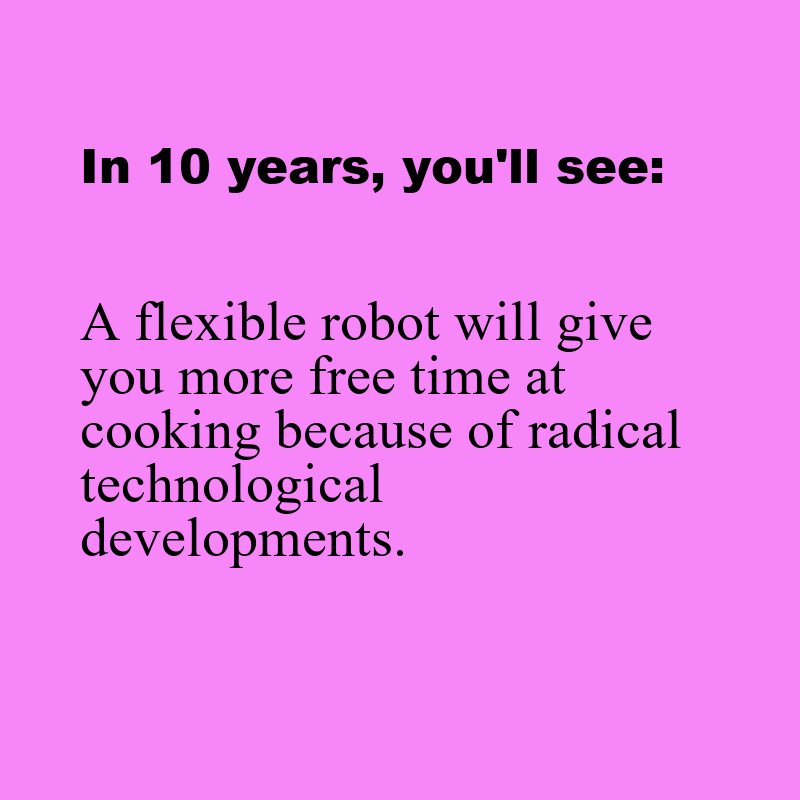 In 10 years, you'll see:
A flexible robot will give
you more free time at
cooking because of radical
technological
developments.